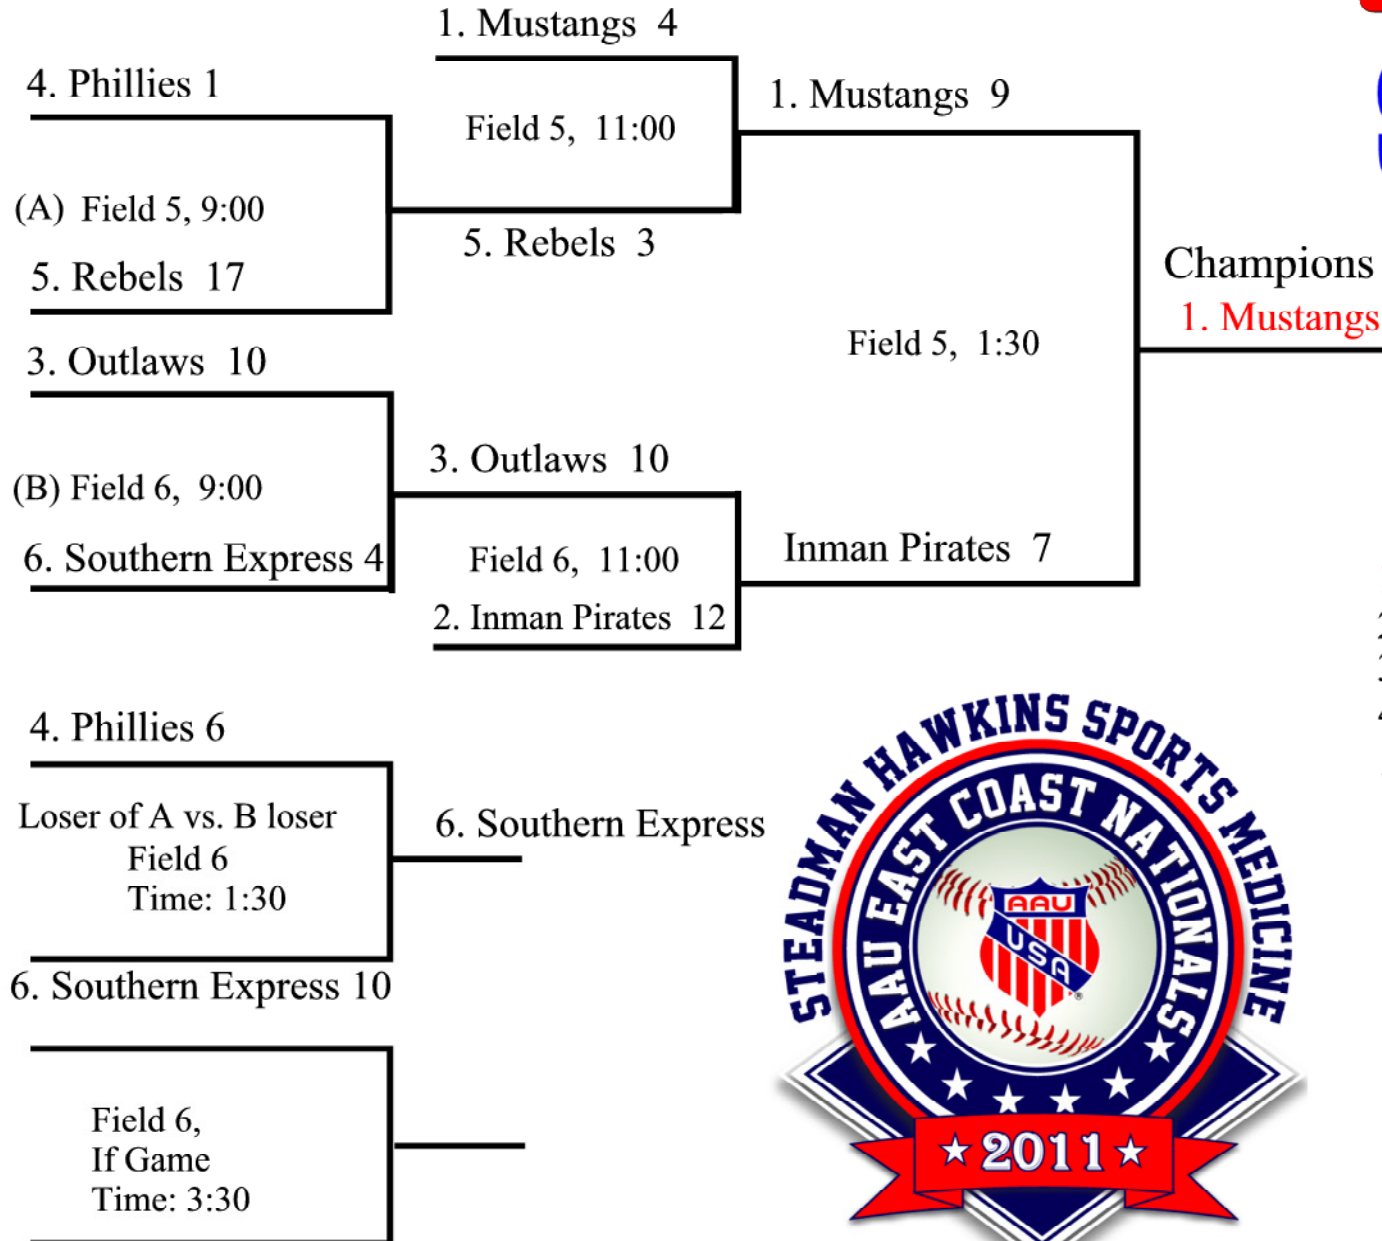 1. Mustangs 4
4. Phillies 1
1. Mustangs 9
Field 5, 11:00
(A) Field 5, 9:00
5. Rebels 3
5. Rebels 17
Champions
1. Mustangs
Field 5, 1:30
3. Outlaws 10
3. Outlaws 10
(B) Field 6, 9:00
Inman Pirates 7
6. Southern Express 4
Field 6, 11:00
2. Inman Pirates 12
4. Phillies 6
Loser of A vs. B loser
Field 6
Time: 1:30
6. Southern Express
6. Southern Express 10
Field 6,
If Game
Time: 3:30
STEADMAN HAWKINS SPORTS MEDICINE
AAU EAST COAST NATIONALS
AAU
USA
®
2011